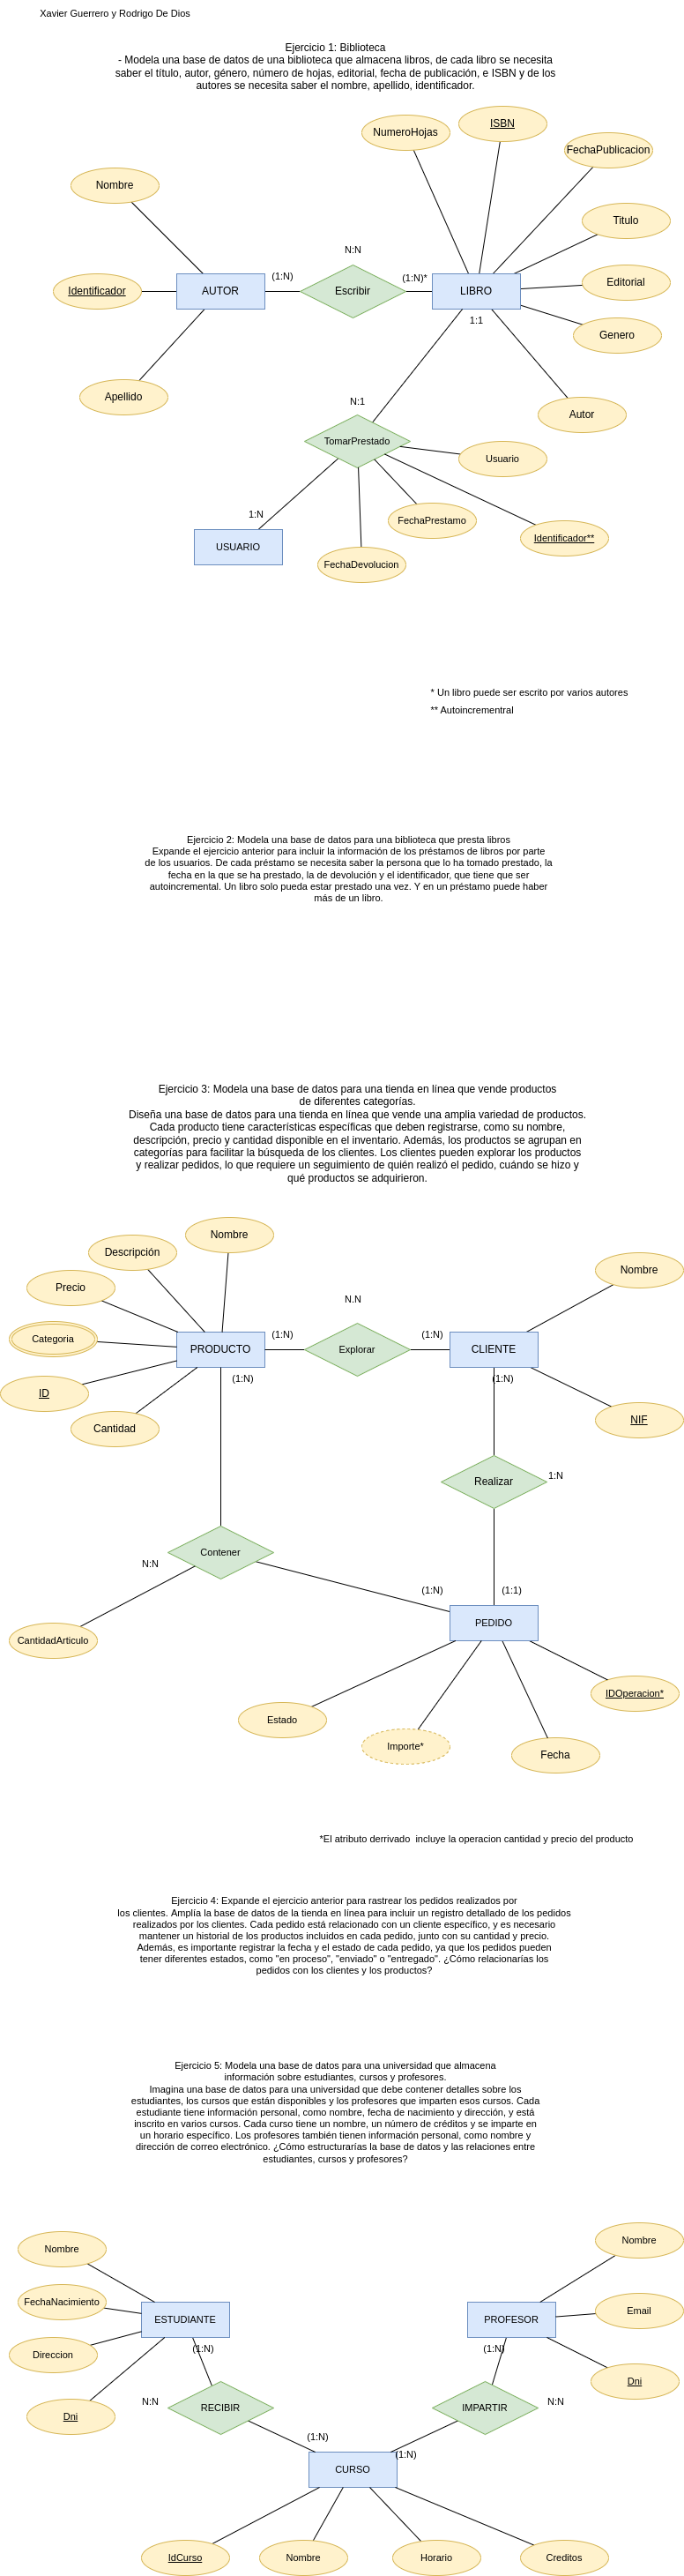 Xavier Guerrero y Rodrigo De Dios
Ejercicio 1: Biblioteca
- Modela una base de datos de una biblioteca que almacena libros, de cada libro se necesita
saber el título, autor, género, número de hojas, editorial, fecha de publicación, e ISBN y de los
autores se necesita saber el nombre, apellido, identificador.
ISBN
NumeroHojas
FechaPublicacion
Nombre
Titulo
N:N
(1:N)
(1:N)*
Editorial
Identificador
AUTOR
Escribir
LIBRO
1:1
Genero
Apellido
N:1
Autor
TomarPrestado
Usuario
1:N
FechaPrestamo
Identificador**
USUARIO
FechaDevolucion
* Un libro puede ser escrito por varios autores
** Autoincrementral
Ejercicio 2: Modela una base de datos para una biblioteca que presta libros
Expande el ejercicio anterior para incluir la información de los préstamos de libros por parte
de los usuarios. De cada préstamo se necesita saber la persona que lo ha tomado prestado, la
fecha en la que se ha prestado, la de devolución y el identificador, que tiene que ser
autoincremental. Un libro solo pueda estar prestado una vez. Y en un préstamo puede haber
más de un libro.
Ejercicio 3: Modela una base de datos para una tienda en línea que vende productos
de diferentes categorías.
Diseña una base de datos para una tienda en línea que vende una amplia variedad de productos.
Cada producto tiene características específicas que deben registrarse, como su nombre,
descripción, precio y cantidad disponible en el inventario. Además, los productos se agrupan en
categorías para facilitar la búsqueda de los clientes. Los clientes pueden explorar los productos
y realizar pedidos, lo que requiere un seguimiento de quién realizó el pedido, cuándo se hizo y
qué productos se adquirieron.
Nombre
Descripción
Nombre
Precio
N.N
Categoria
(1:N)
(1:N)
PRODUCTO
Explorar
CLIENTE
(1:N)
(1:N)
ID
Cantidad
NIF
Realizar
1:N
Contener
N:N
(1:N)
(1:1)
PEDIDO
CantidadArticulo
IDOperacion*
Estado
Importe*
Fecha
*El atributo derrivado  incluye la operacion cantidad y precio del producto
Ejercicio 4: Expande el ejercicio anterior para rastrear los pedidos realizados por
los clientes. Amplía la base de datos de la tienda en línea para incluir un registro detallado de los pedidos
realizados por los clientes. Cada pedido está relacionado con un cliente específico, y es necesario
mantener un historial de los productos incluidos en cada pedido, junto con su cantidad y precio.
Además, es importante registrar la fecha y el estado de cada pedido, ya que los pedidos pueden
tener diferentes estados, como "en proceso", "enviado" o "entregado". ¿Cómo relacionarías los
pedidos con los clientes y los productos?
Ejercicio 5: Modela una base de datos para una universidad que almacena
información sobre estudiantes, cursos y profesores.
Imagina una base de datos para una universidad que debe contener detalles sobre los
estudiantes, los cursos que están disponibles y los profesores que imparten esos cursos. Cada
estudiante tiene información personal, como nombre, fecha de nacimiento y dirección, y está
inscrito en varios cursos. Cada curso tiene un nombre, un número de créditos y se imparte en
un horario específico. Los profesores también tienen información personal, como nombre y
dirección de correo electrónico. ¿Cómo estructurarías la base de datos y las relaciones entre
estudiantes, cursos y profesores?
Nombre
Nombre
FechaNacimiento
Email
ESTUDIANTE
PROFESOR
(1:N)
(1:N)
Direccion
Dni
N:N
N:N
RECIBIR
IMPARTIR
Dni
(1:N)
(1:N)
CURSO
IdCurso
Nombre
Horario
Creditos